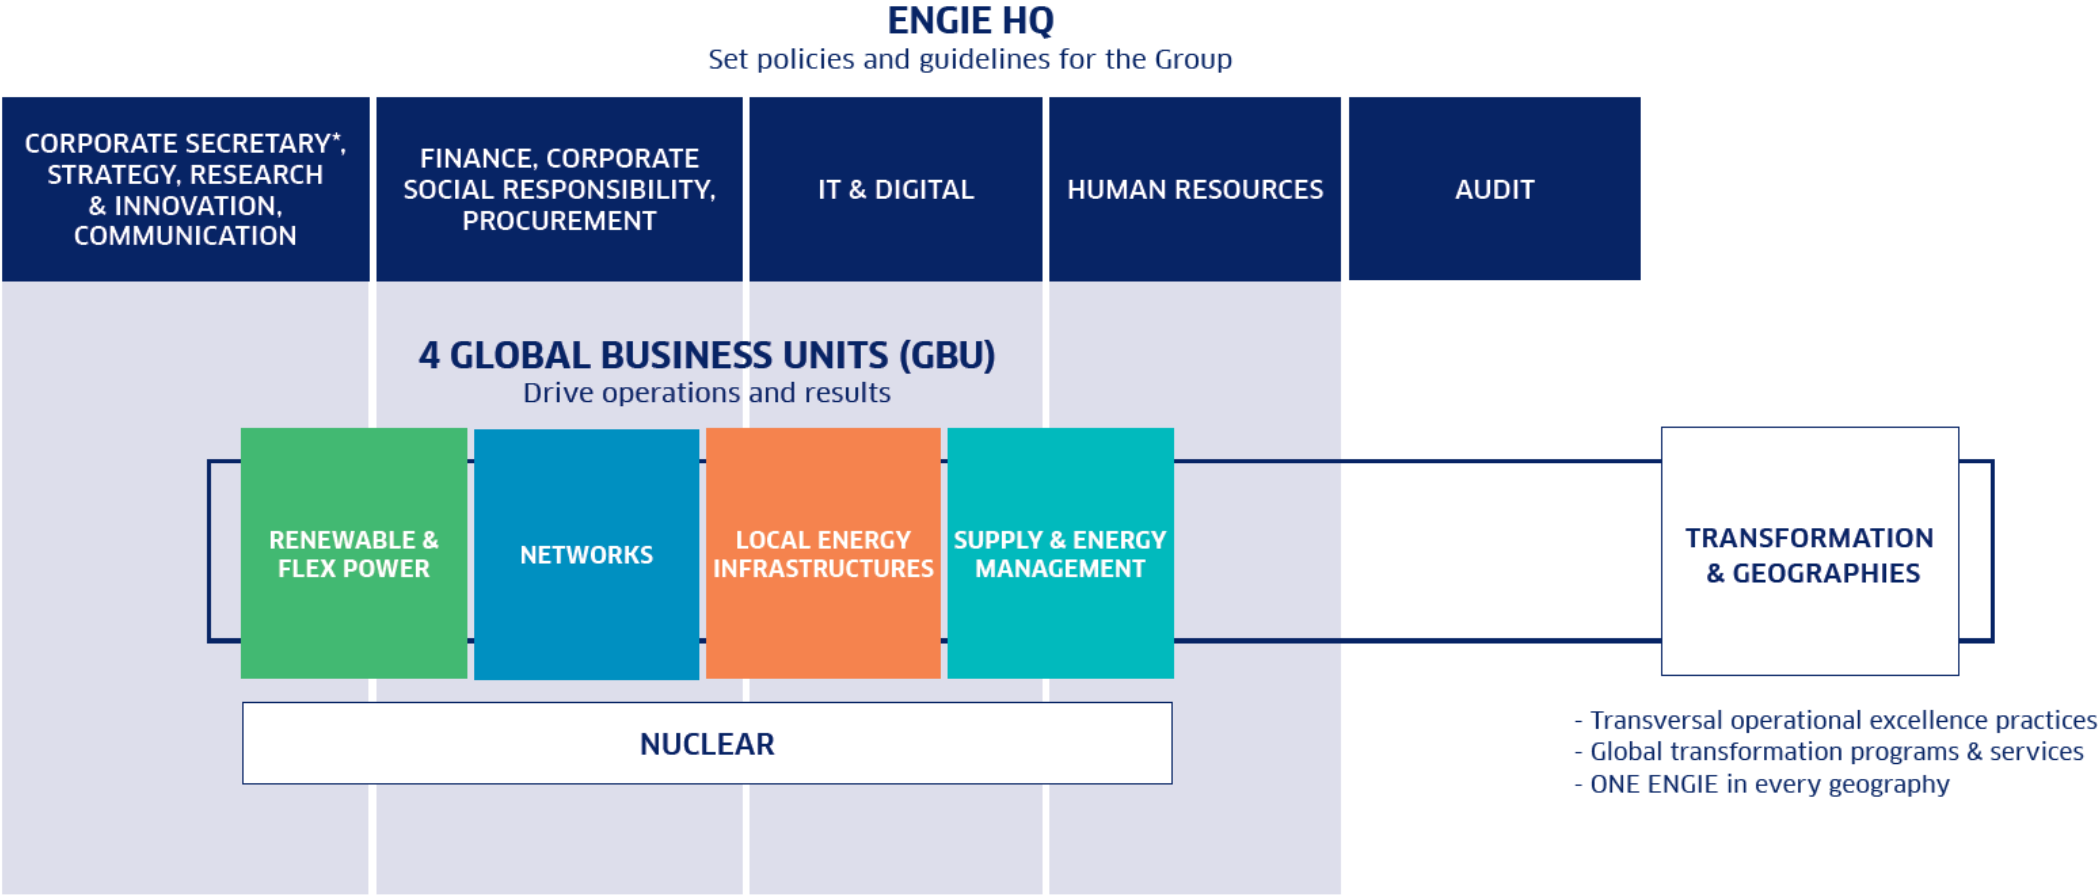 ENGIE HQ
Set policies and guidelines for the Group
CORPORATE SECRETARY*,
STRATEGY, RESEARCH
& INNOVATION,
COMMUNICATION
FINANCE, CORPORATE
SOCIAL RESPONSIBILITY,
PROCUREMENT
IT & DIGITAL
HUMAN RESOURCES
AUDIT
4 GLOBAL BUSINESS UNITS (GBU)
Drive operations and results
RENEWABLE &
FLEX POWER
NETWORKS
LOCAL ENERGY
INFRASTRUCTURES
SUPPLY & ENERGY
MANAGEMENT
TRANSFORMATION
& GEOGRAPHIES
NUCLEAR
- Transversal operational excellence practices
- Global transformation programs & services
- ONE ENGIE in every geography